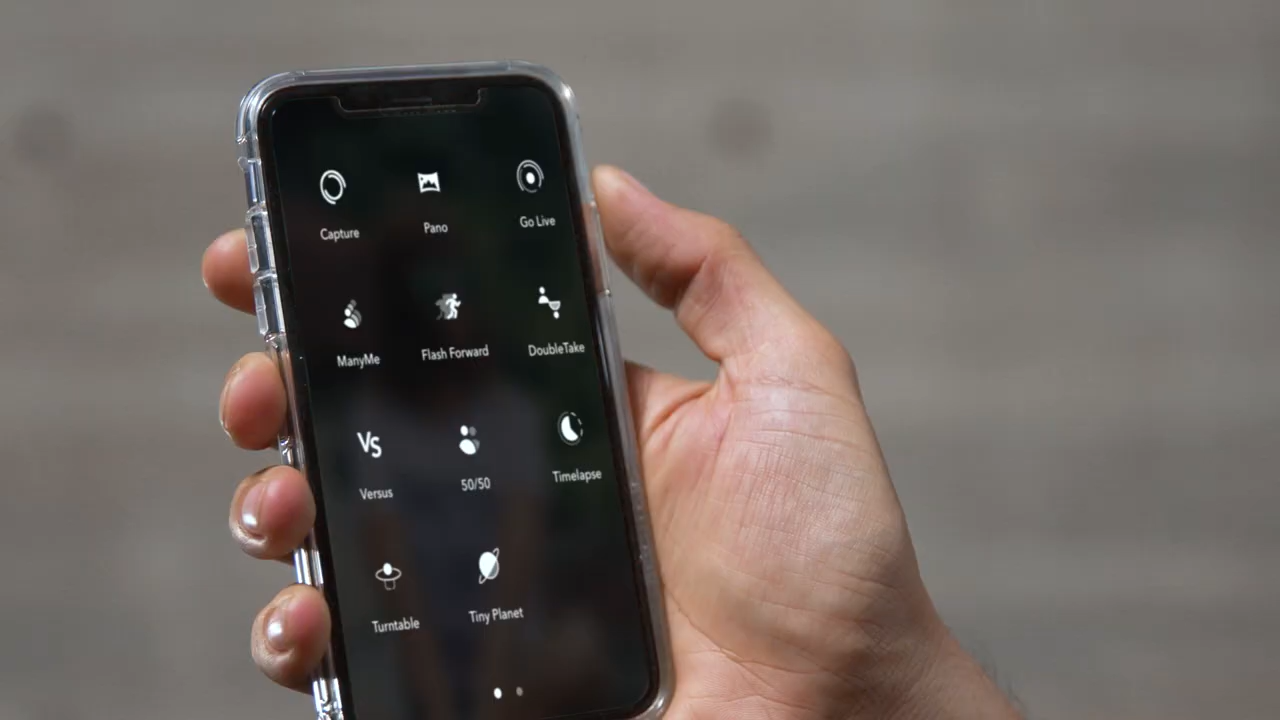 Capture
Pano
Go Live
ManyMe
Flash Forward
DoubleTake
VS
Versus
50/50
Timelapse
Turntable
Tiny Planet